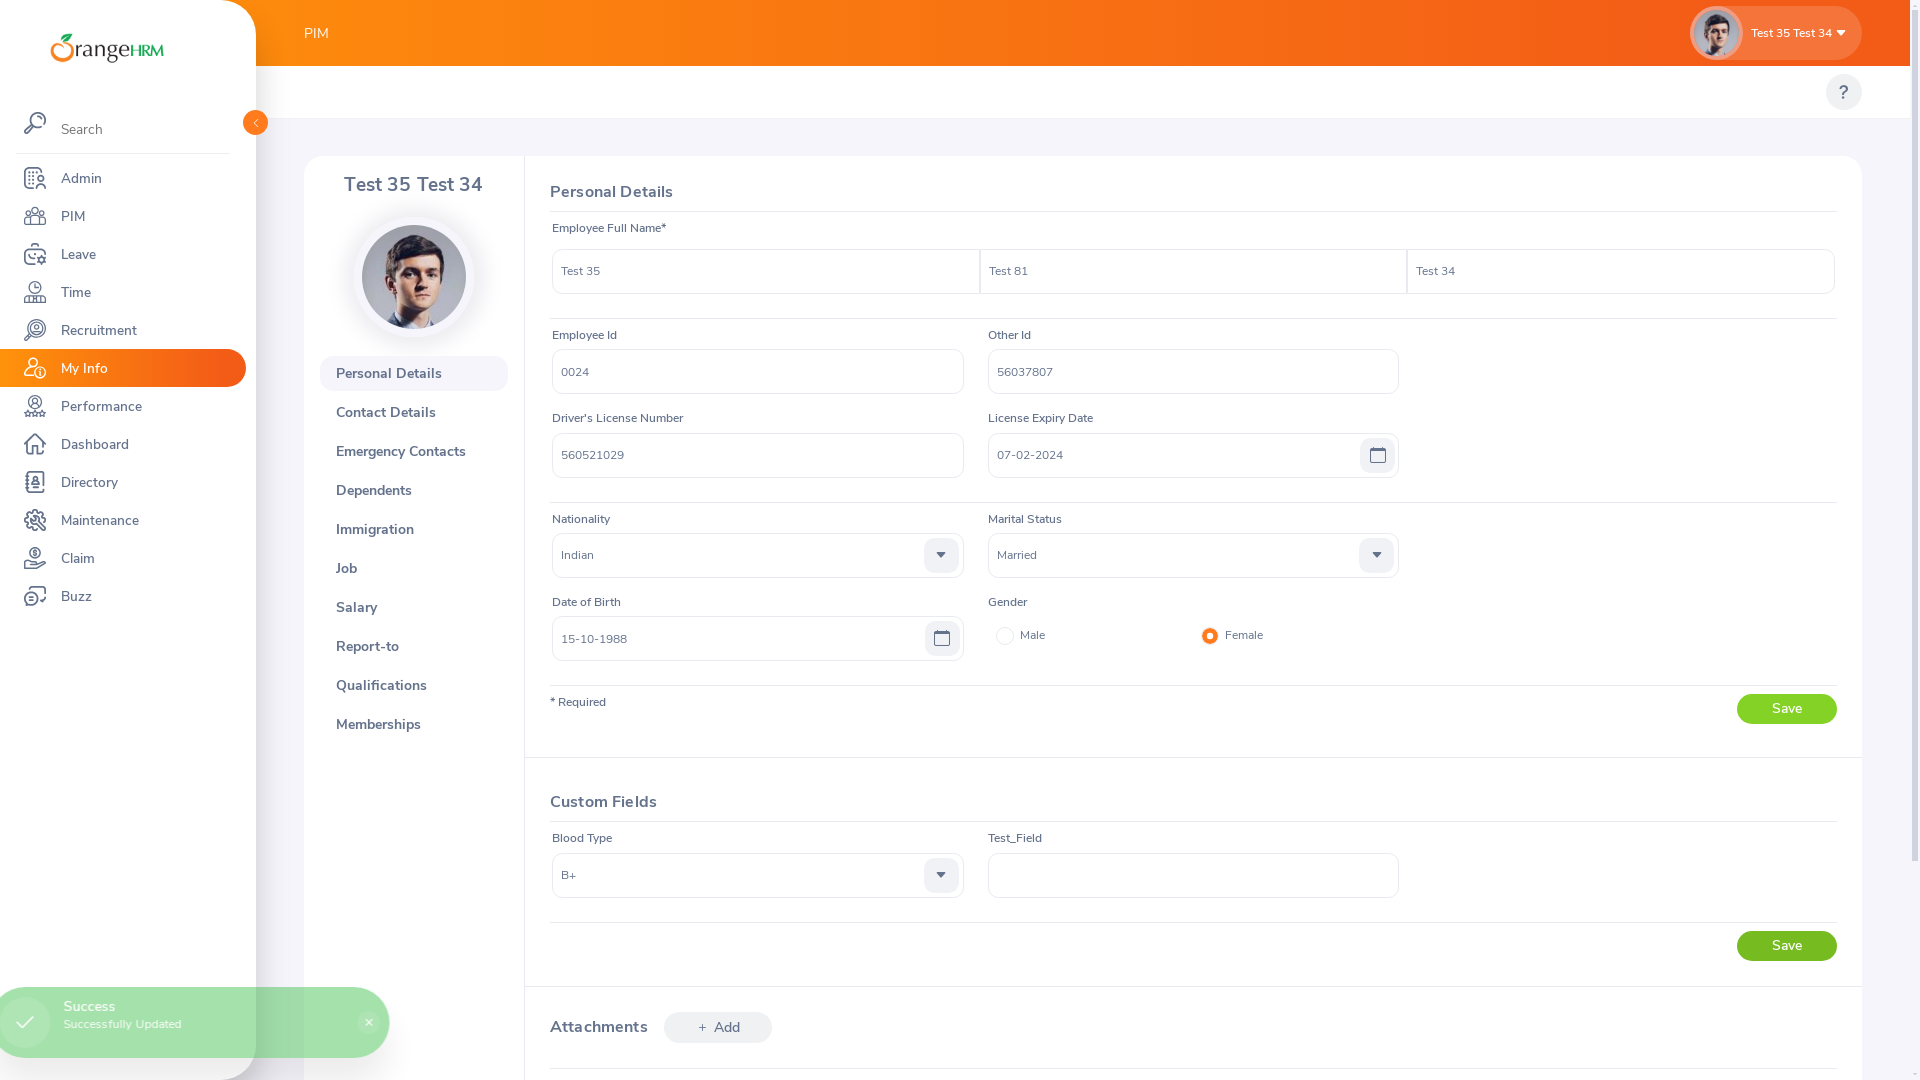 OrangeHRM
Search
Admin
PIM
Leave
Time
Recruitment
My Info
Performance
Dashboard
Directory
Maintenance
Claim
Buzz
PIM
Test 35 Test 34
?
Test 35 Test 34
Personal Details
Contact Details
Emergency Contacts
Dependents
Immigration
Job
Salary
Report-to
Qualifications
Memberships
Personal Details
Employee Full Name*
Test 35 Test 81 Test 34
Employee Id Other Id
0024 56037807
Driver's License Number License Expiry Date
560521029 07-02-2024
Nationality Marital Status
Indian Married
Date of Birth Gender
15-10-1988 Male Female
* Required Save
Custom Fields
Blood Type Test_Field
B+
Save
Attachments + Add
Success
Successfully Updated